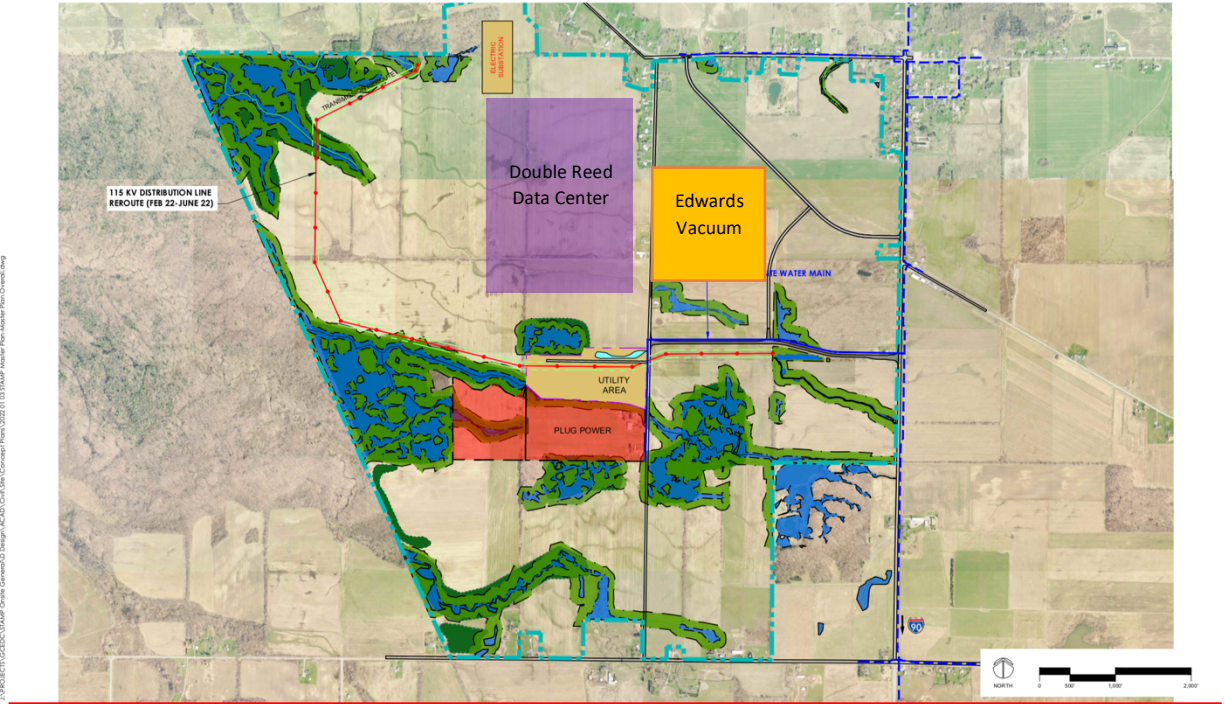 ELECTRIC
SUBSTATION
TRANSMISSION LINE
Double Reed
Data Center
Edwards
Vacuum
115 KV DISTRIBUTION LINE
REROUTE (FEB 22-JUNE 22)
WATER MAIN
UTILITY
AREA
PLUG POWER
90
NORTH
0 500' 1,000' 2,000'